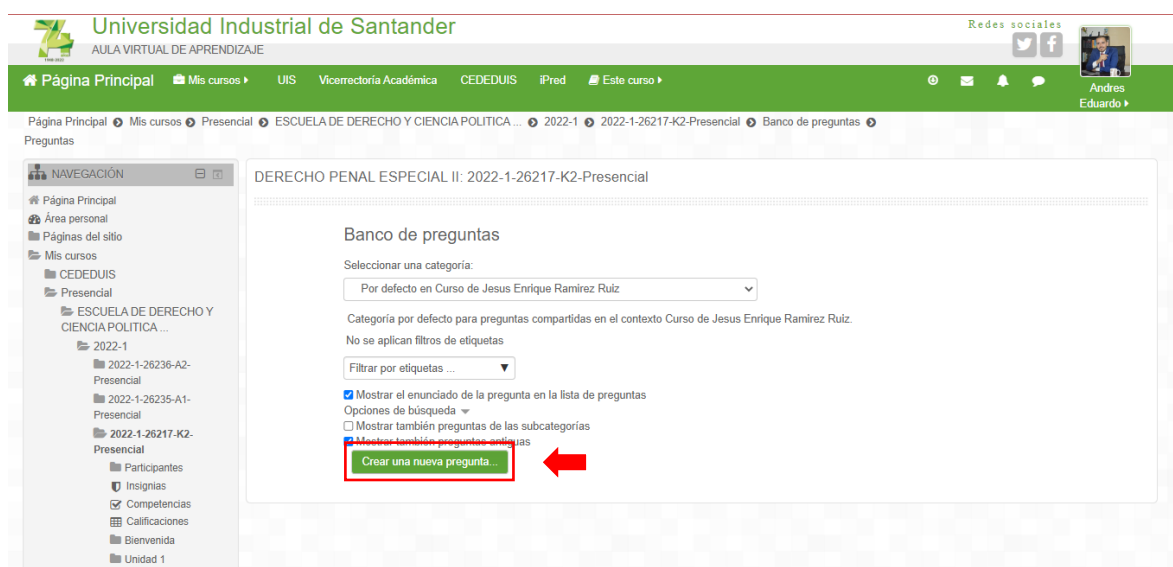 Universidad Industrial de Santander
AULA VIRTUAL DE APRENDIZAJE
Redes sociales
Página Principal Mis cursos UIS Vicerrectoría Académica CEDEDUIS iPred Este curso
Andres
Eduardo
Página Principal Mis cursos Presencial ESCUELA DE DERECHO Y CIENCIA POLITICA ... 2022-1 2022-1-26217-K2-Presencial Banco de preguntas
Preguntas
NAVEGACIÓN
Página Principal
Área personal
Páginas del sitio
Mis cursos
CEDEDUIS
Presencial
ESCUELA DE DERECHO Y
CIENCIA POLITICA ...
2022-1
2022-1-26236-A2-
Presencial
2022-1-26235-A1-
Presencial
2022-1-26217-K2-
Presencial
Participantes
Insignias
Competencias
Calificaciones
Bienvenida
Unidad 1
DERECHO PENAL ESPECIAL II: 2022-1-26217-K2-Presencial
Banco de preguntas
Seleccionar una categoría:
Por defecto en Curso de Jesus Enrique Ramirez Ruiz
Categoría por defecto para preguntas compartidas en el contexto Curso de Jesus Enrique Ramirez Ruiz.
No se aplican filtros de etiquetas
Filtrar por etiquetas ...
Mostrar el enunciado de la pregunta en la lista de preguntas
Opciones de búsqueda
Mostrar también preguntas de las subcategorías
Mostrar también preguntas antiguas
Crear una nueva pregunta...